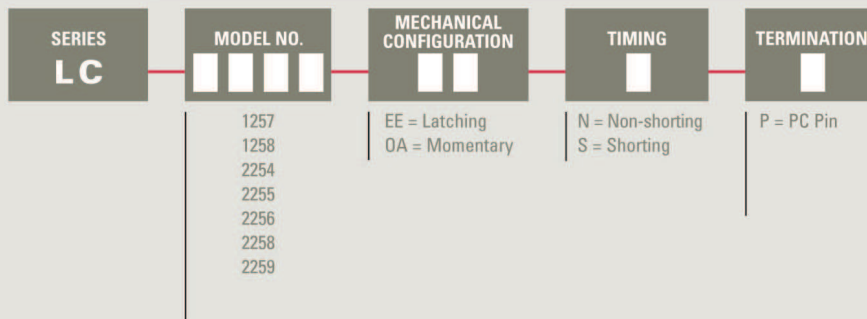 SERIES
LC
MODEL NO.
MECHANICAL
CONFIGURATION
TIMING
TERMINATION
1257
1258
2254
2255
2256
2258
2259
EE = Latching
OA = Momentary
N = Non-shorting
S = Shorting
P = PC Pin